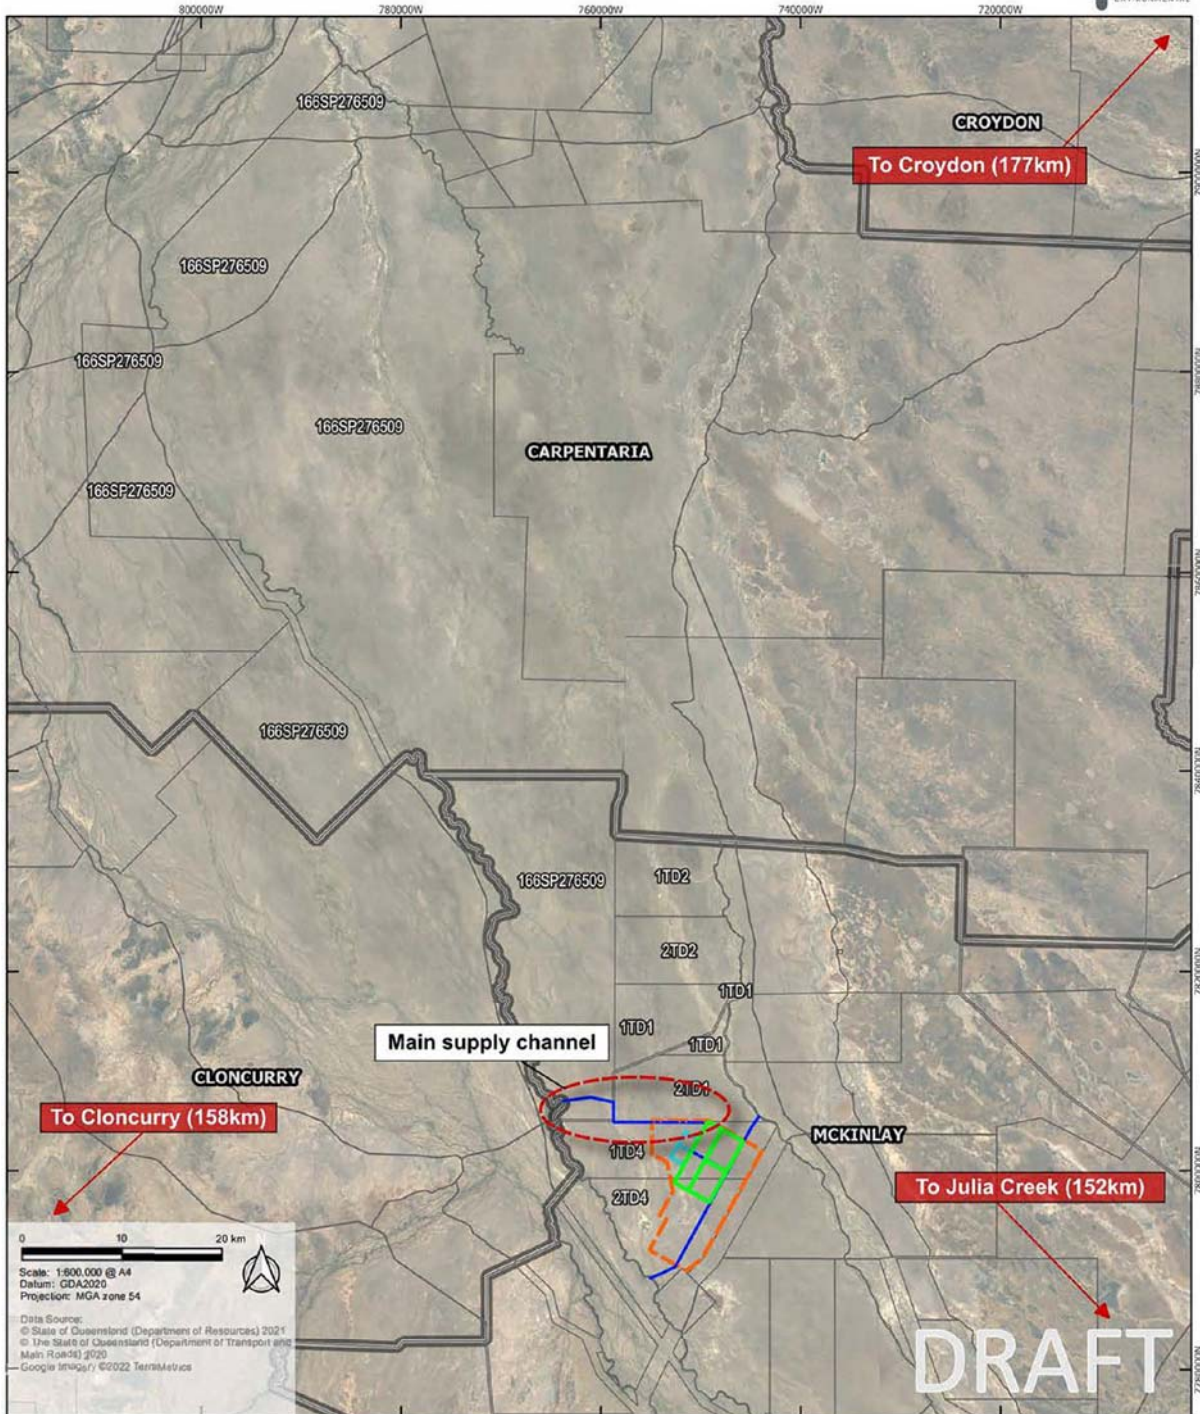 800000W 780000W 760000W 740000W 720000W
166SP276509
CROYDON
To Croydon (177km)
166SP276509
166SP276509
166SP276509
CARPENTARIA
166SP276509
166SP276509
166SP276509
1TD2
2TD2
1TD1
1TD1
1TD1
Main supply channel
CLONCURRY
2TD1
To Cloncurry (158km)
MCKINLAY
1TD4
To Julia Creek (152km)
2TD4
0 10 20 km
Scale: 1:600,000 @ A4
Datum: GDA2020
Projection: MGA zone 54
Data Source:
© State of Queensland (Department of Resources) 2021
© The State of Queensland (Department of Transport and
Main Roads) 2020
Google Imagery ©2022 TerraMetrics
DRAFT